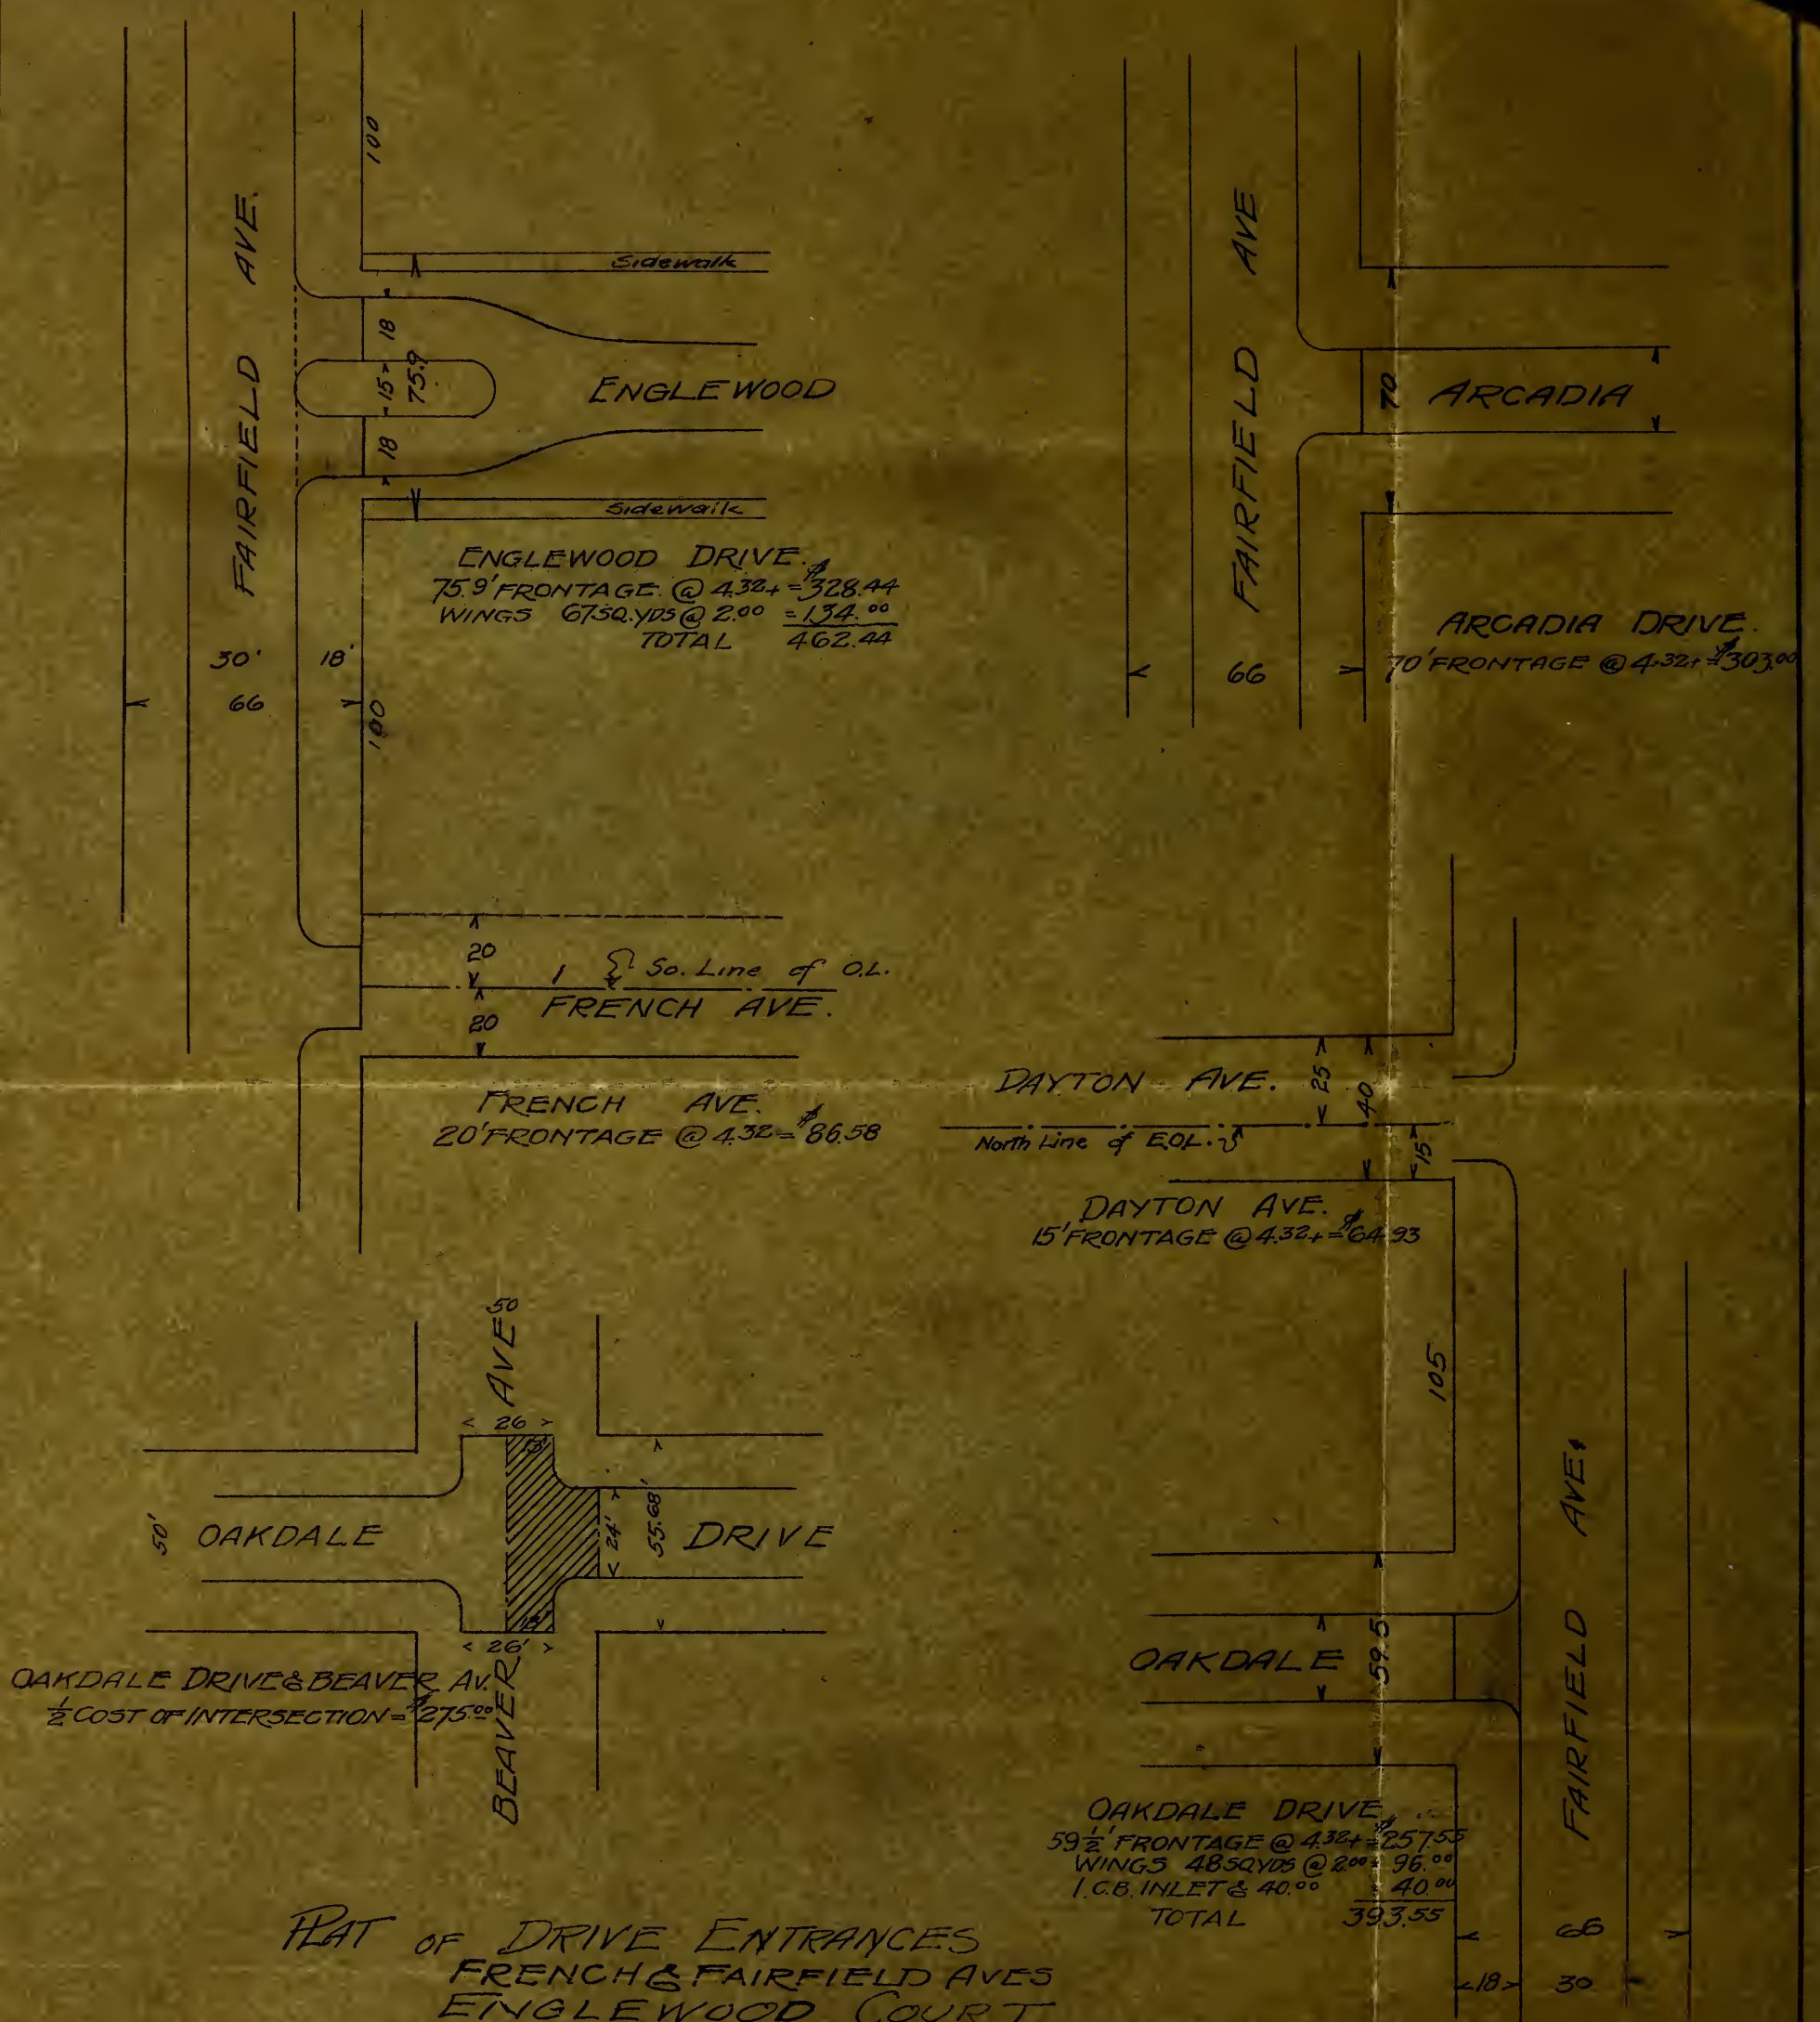 100
FAIRFIELD AVE.
Sidewalk
18
15
75.9
18
ENGLEWOOD
Sidewalk
ENGLEWOOD DRIVE.
75.9' FRONTAGE. @ 4.32+ = $328.44
WINGS 67 SQ.YDS @ 2.00 = 134.00
TOTAL 462.44
30' 18'
66
100
FAIRFIELD AVE
70
ARCADIA
ARCADIA DRIVE.
70' FRONTAGE @ 4.32+ = $303.00
66
20
1 So. Line of O.L.
FRENCH AVE.
20
FRENCH AVE.
20' FRONTAGE @ 4.32 = $86.58
DAYTON AVE.
25
40
North Line of E.O.L.
15
DAYTON AVE.
15' FRONTAGE @ 4.32+ = $64.93
105
50
BEAVER AVE
26
13'
50'
OAKDALE DRIVE
24'
55.68'
13'
26'
OAKDALE DRIVE & BEAVER AV.
½ COST OF INTERSECTION = $275.00
OAKDALE
59.5
FAIRFIELD AVE.
OAKDALE DRIVE
59½' FRONTAGE @ 4.32+ = $257.55
WINGS 48 SQ YDS @ 2.00 = 96.00
1. C.B. INLET & 40.00 = 40.00
TOTAL 393.55
66
18 30
PLAT OF DRIVE ENTRANCES
FRENCH & FAIRFIELD AVES
ENGLEWOOD COURT